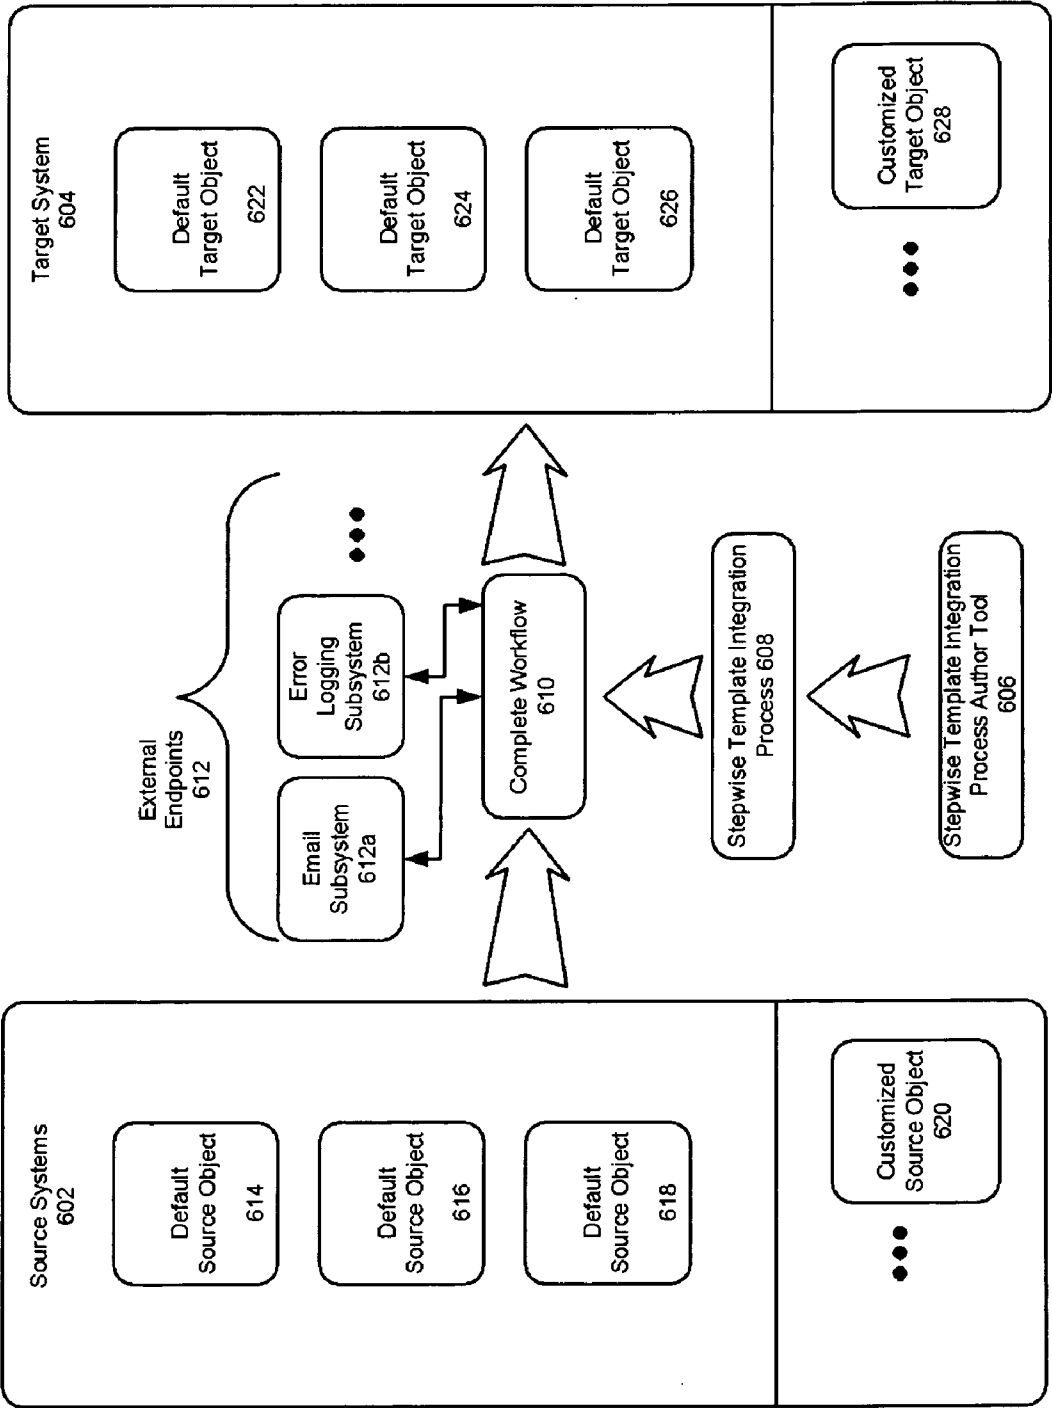 Source Systems
602
Default
Source Object
614
Default
Source Object
616
Default
Source Object
618
Customized
Source Object
620
External
Endpoints
612
Email
Subsystem
612a
Error
Logging
Subsystem
612b
Complete Workflow
610
Stepwise Template Integration
Process 608
Stepwise Template Integration
Process Author Tool
606
Target System
604
Default
Target Object
622
Default
Target Object
624
Default
Target Object
626
Customized
Target Object
628